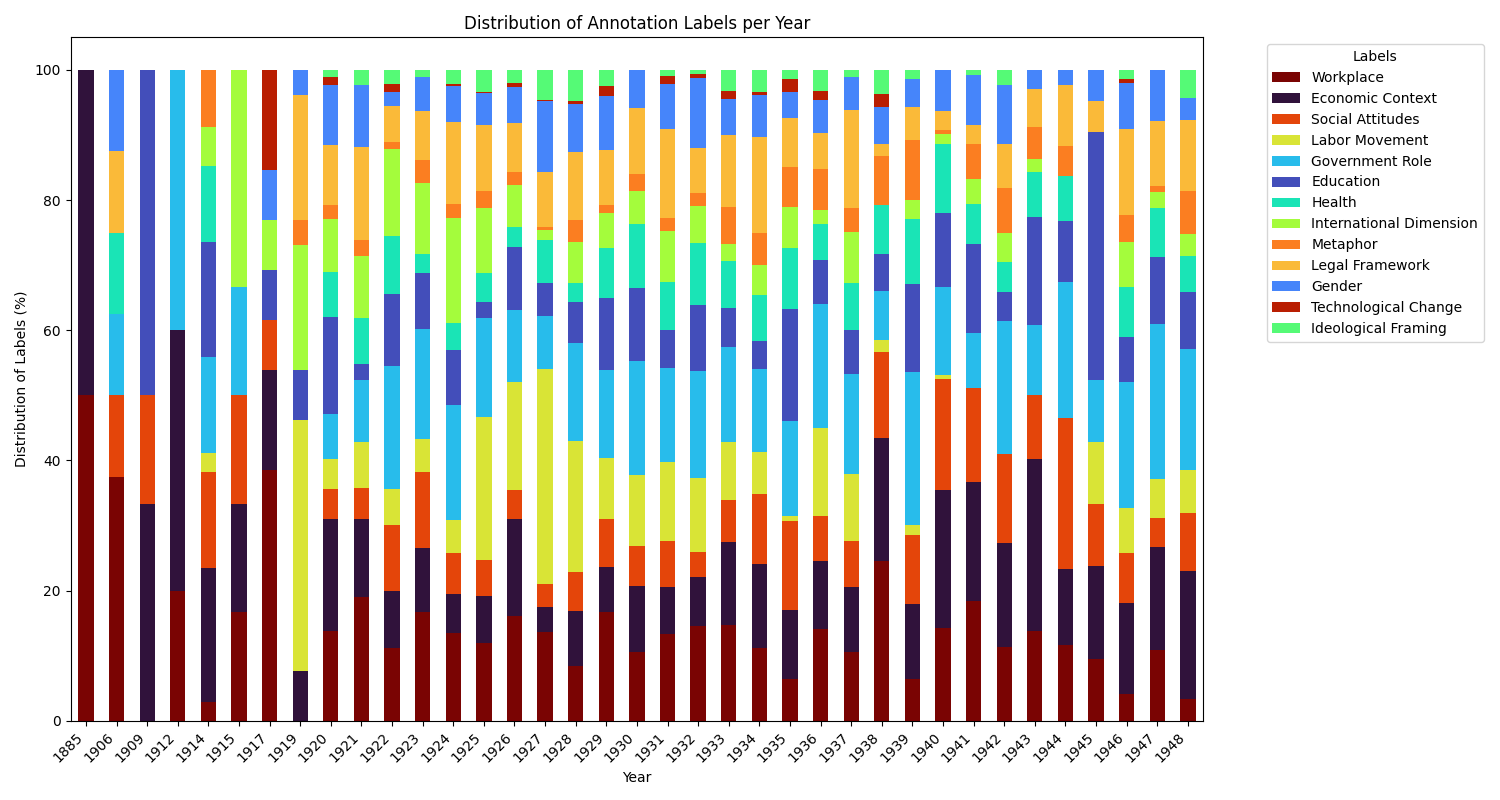 Distribution of Annotation Labels per Year
Distribution of Labels (%)
100
80
60
40
20
0
1885
1906
1909
1912
1914
1915
1917
1919
1920
1921
1922
1923
1924
1925
1926
1927
1928
1929
1930
1931
1932
1933
1934
1935
1936
1937
1938
1939
1940
1941
1942
1943
1944
1945
1946
1947
1948
Year
Labels
Workplace
Economic Context
Social Attitudes
Labor Movement
Government Role
Education
Health
International Dimension
Metaphor
Legal Framework
Gender
Technological Change
Ideological Framing